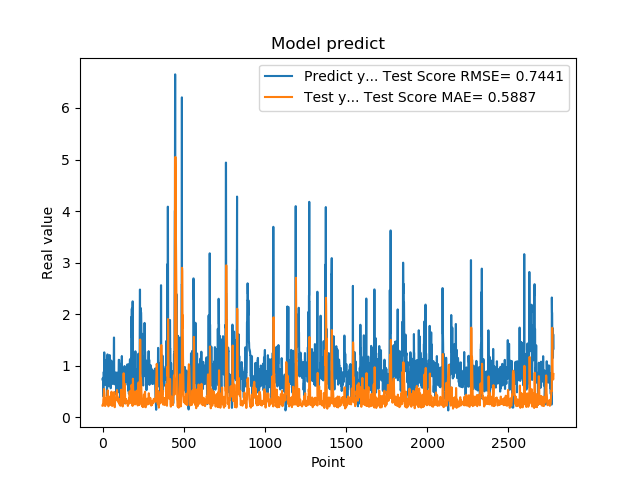 Model predict
Predict y... Test Score RMSE= 0.7441
Test y... Test Score MAE= 0.5887
Real value
6
5
4
3
2
1
0
0 500 1000 1500 2000 2500
Point